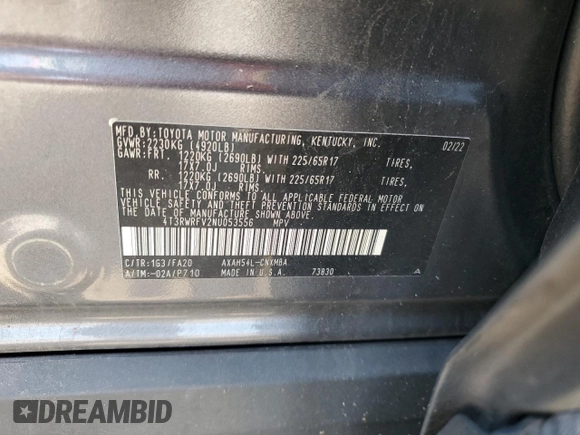 MFD.BY:TOYOTA MOTOR MANUFACTURING, KENTUCKY, INC. 02/22
GVWR:2230KG (4920LB)
GAWR:FRT. 1220KG (2690LB) WITH 225/65R17 TIRES,
17X7.0J RIMS.
RR. 1220KG (2690LB) WITH 225/65R17 TIRES,
17X7.0J RIMS.
THIS VEHICLE CONFORMS TO ALL APPLICABLE FEDERAL MOTOR
VEHICLE SAFETY, BUMPER, AND THEFT PREVENTION STANDARDS IN EFFECT
ON THE DATE OF MANUFACTURE SHOWN ABOVE.
4T3RWRFV2NU053556 MPV
C/TR:1G3/FA20 AXAH54L-CNXMBA
A/TM:-02A/P710 MADE IN U.S.A. 73830
DREAMBID